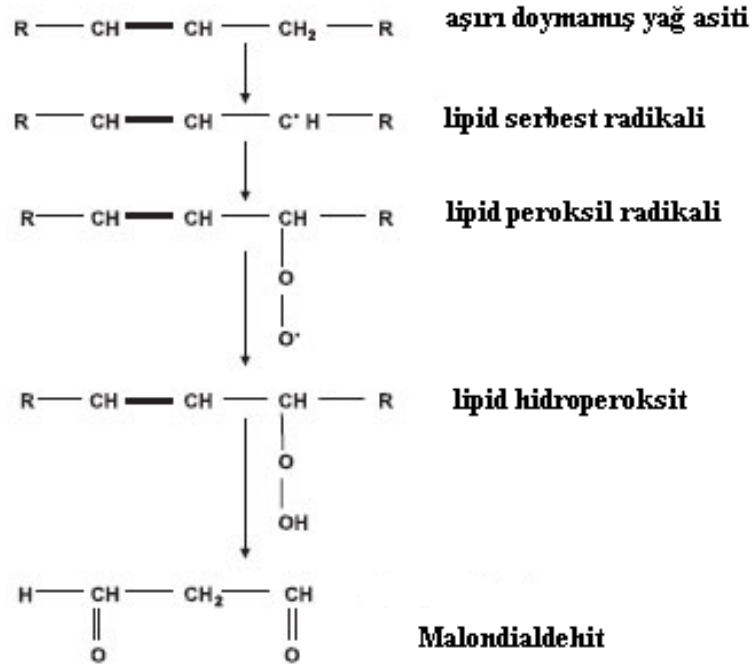 R CH CH CH₂ R aşırı doymamış yağ asiti
R CH CH C• H R lipid serbest radikali
R CH CH CH R lipid peroksil radikali
O
O•
R CH CH CH R lipid hidroperoksit
O
OH
H CH CH₂ CH
O O Malondialdehit